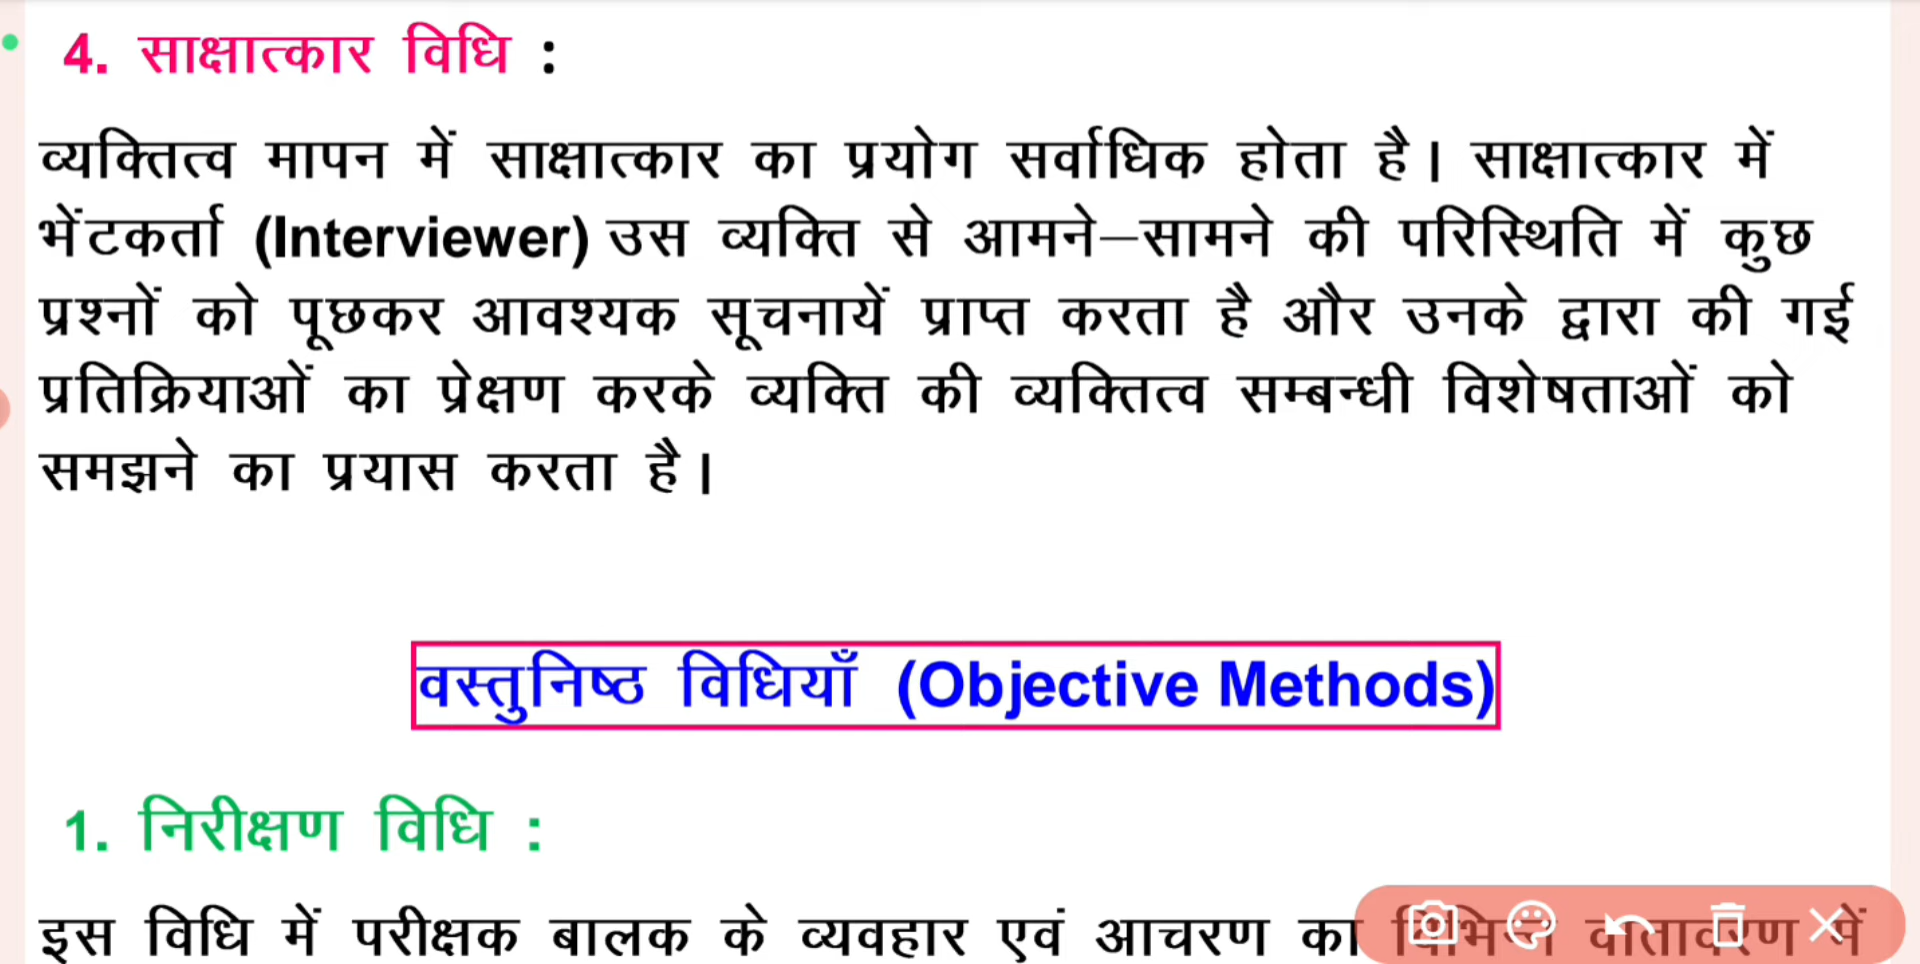 4. साक्षात्कार विधि :
व्यक्तित्व मापन में साक्षात्कार का प्रयोग सर्वाधिक होता है। साक्षात्कार में
भेंटकर्ता (Interviewer) उस व्यक्ति से आमने–सामने की परिस्थिति में कुछ
प्रश्नों को पूछकर आवश्यक सूचनायें प्राप्त करता है और उनके द्वारा की गई
प्रतिक्रियाओं का प्रेक्षण करके व्यक्ति की व्यक्तित्व सम्बन्धी विशेषताओं को
समझने का प्रयास करता है।
वस्तुनिष्ठ विधियाँ (Objective Methods)
1. निरीक्षण विधि :
इस विधि में परीक्षक बालक के व्यवहार एवं आचरण का विभिन्न वातावरण में